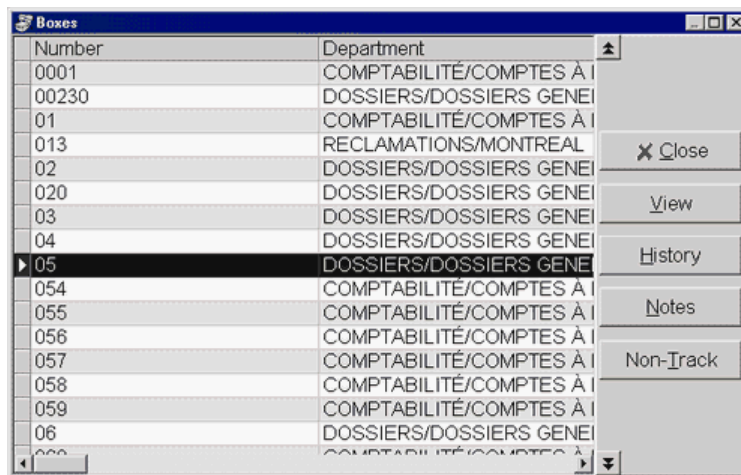 Boxes
Number Department
0001 COMPTABILITÉ/COMPTES À
00230 DOSSIERS/DOSSIERS GENE
01 COMPTABILITÉ/COMPTES À
013 RECLAMATIONS/MONTREAL
02 DOSSIERS/DOSSIERS GENE
020 DOSSIERS/DOSSIERS GENE
03 DOSSIERS/DOSSIERS GENE
04 DOSSIERS/DOSSIERS GENE
05 DOSSIERS/DOSSIERS GENE
054 COMPTABILITÉ/COMPTES À
055 COMPTABILITÉ/COMPTES À
056 COMPTABILITÉ/COMPTES À
057 COMPTABILITÉ/COMPTES À
058 COMPTABILITÉ/COMPTES À
059 COMPTABILITÉ/COMPTES À
06 DOSSIERS/DOSSIERS GENE
Close
View
History
Notes
Non-Track